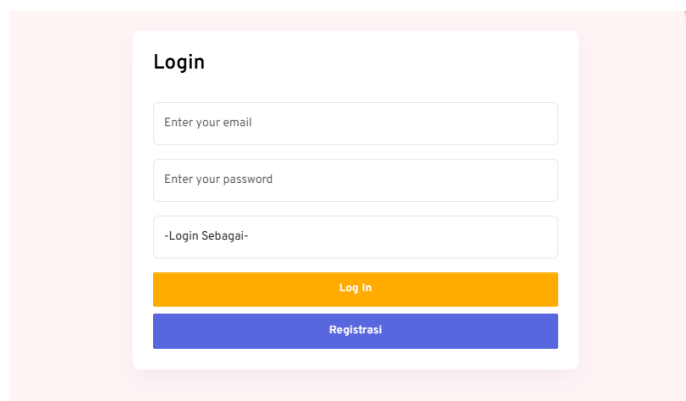 Login
Enter your email
Enter your password
-Login Sebagai-
Log In
Registrasi